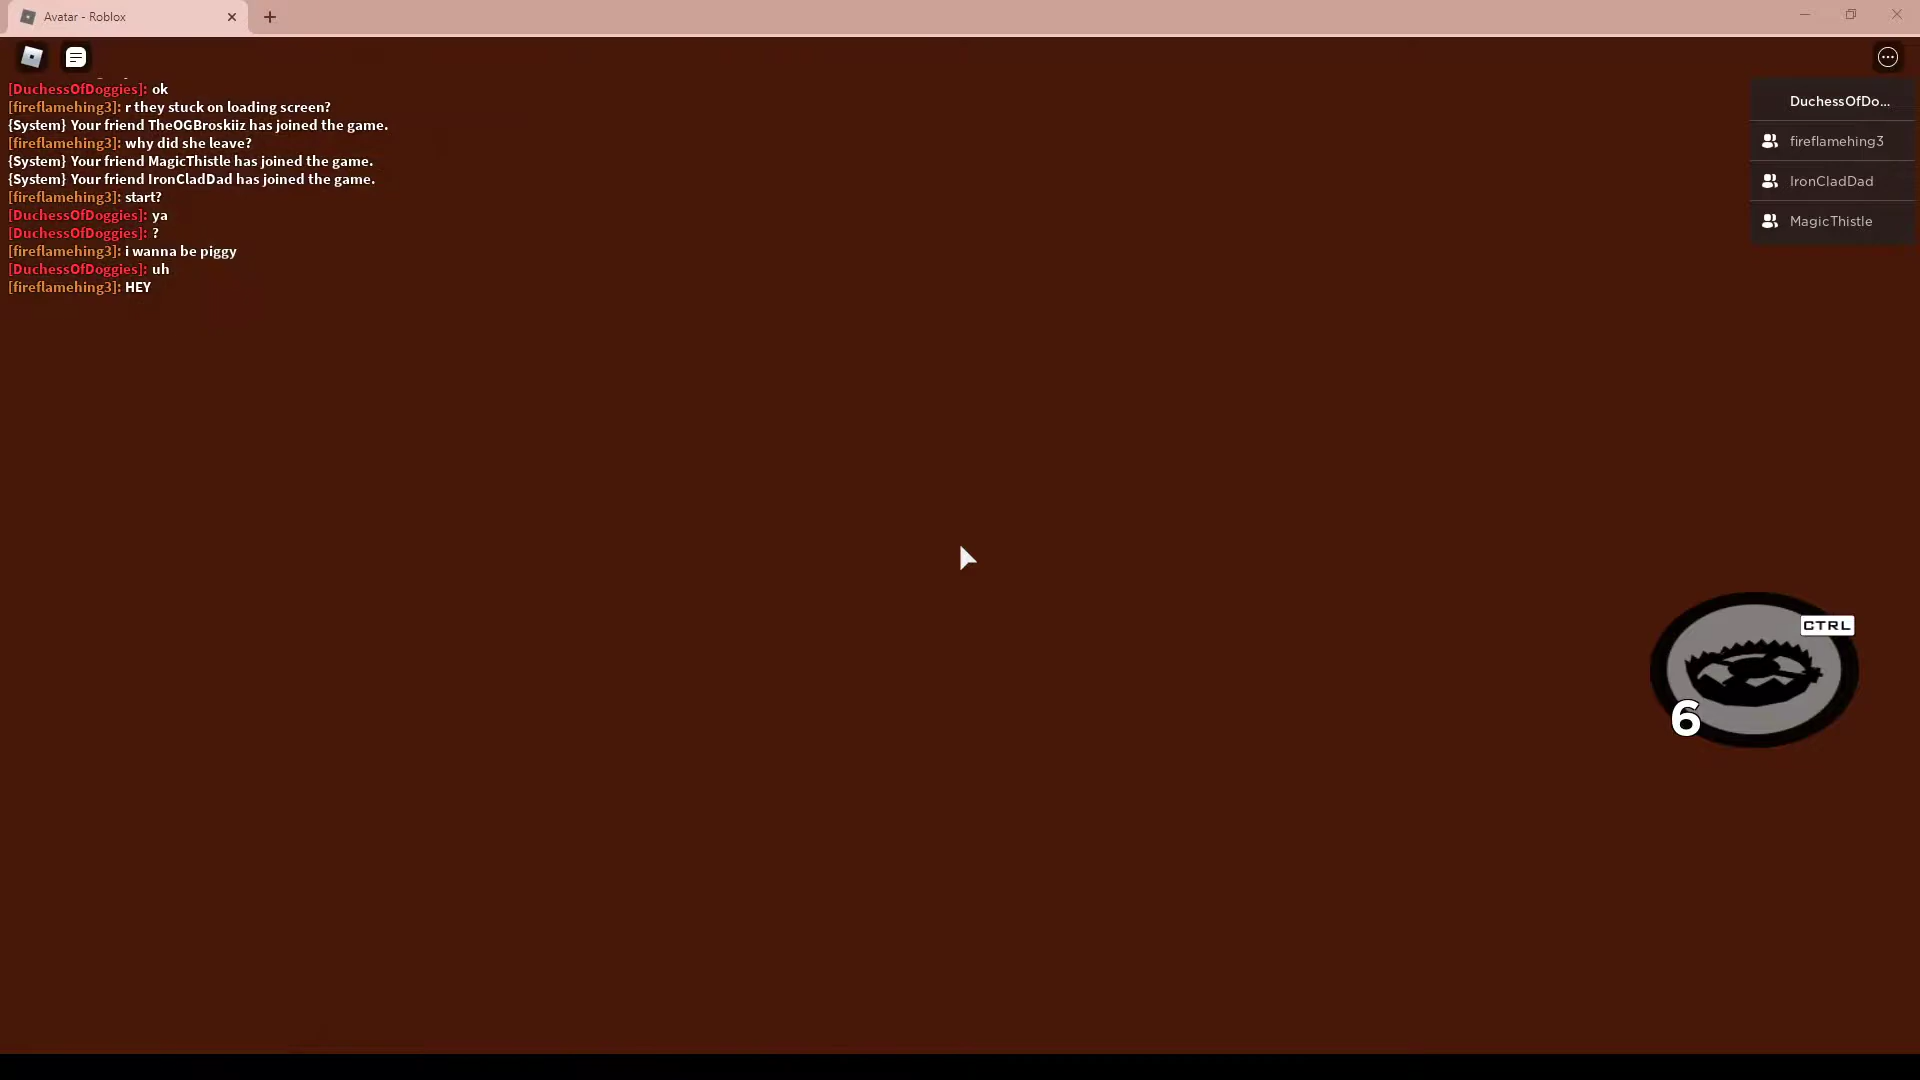 Avatar - Roblox
[DuchessOfDoggies]: ok
[fireflamehing3]: r they stuck on loading screen?
{System} Your friend TheOGBroskiiz has joined the game.
[fireflamehing3]: why did she leave?
{System} Your friend MagicThistle has joined the game.
{System} Your friend IronCladDad has joined the game.
[fireflamehing3]: start?
[DuchessOfDoggies]: ya
[DuchessOfDoggies]: ?
[fireflamehing3]: i wanna be piggy
[DuchessOfDoggies]: uh
[fireflamehing3]: HEY
DuchessOfDo...
fireflamehing3
IronCladDad
MagicThistle
CTRL
6